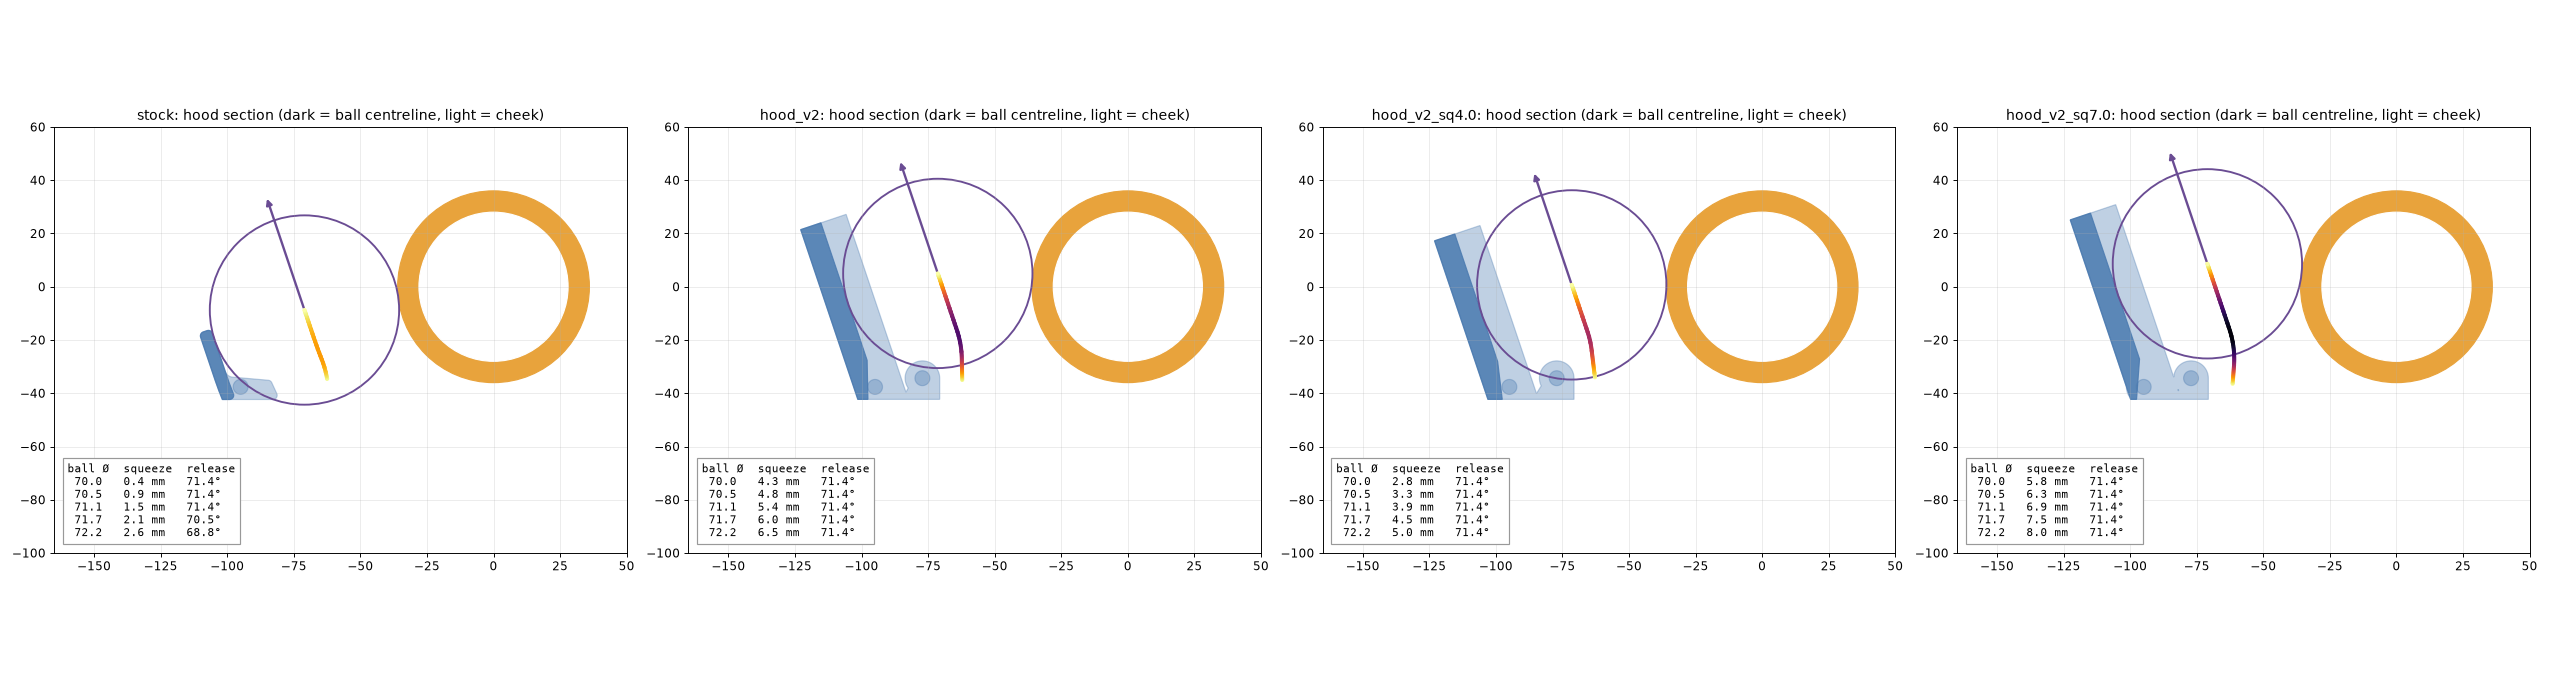 stock: hood section (dark = ball centreline, light = cheek)
60
40
20
0
−20
−40
−60
−80
−100
ball Ø squeeze release
70.0 0.4 mm 71.4°
70.5 0.9 mm 71.4°
71.1 1.5 mm 71.4°
71.7 2.1 mm 70.5°
72.2 2.6 mm 68.8°
−150 −125 −100 −75 −50 −25 0 25 50
hood_v2: hood section (dark = ball centreline, light = cheek)
60
40
20
0
−20
−40
−60
−80
−100
ball Ø squeeze release
70.0 4.3 mm 71.4°
70.5 4.8 mm 71.4°
71.1 5.4 mm 71.4°
71.7 6.0 mm 71.4°
72.2 6.5 mm 71.4°
−150 −125 −100 −75 −50 −25 0 25 50
hood_v2_sq4.0: hood section (dark = ball centreline, light = cheek)
60
40
20
0
−20
−40
−60
−80
−100
ball Ø squeeze release
70.0 2.8 mm 71.4°
70.5 3.3 mm 71.4°
71.1 3.9 mm 71.4°
71.7 4.5 mm 71.4°
72.2 5.0 mm 71.4°
−150 −125 −100 −75 −50 −25 0 25 50
hood_v2_sq7.0: hood section (dark = ball centreline, light = cheek)
60
40
20
0
−20
−40
−60
−80
−100
ball Ø squeeze release
70.0 5.8 mm 71.4°
70.5 6.3 mm 71.4°
71.1 6.9 mm 71.4°
71.7 7.5 mm 71.4°
72.2 8.0 mm 71.4°
−150 −125 −100 −75 −50 −25 0 25 50